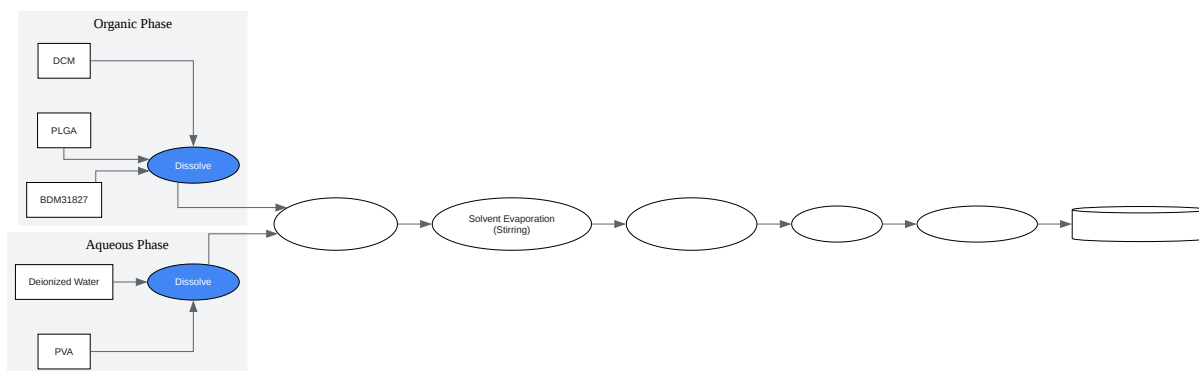 Organic Phase
DCM
PLGA
Dissolve
BDM31827
Aqueous Phase
Deionized Water
Dissolve
PVA
Solvent Evaporation
(Stirring)